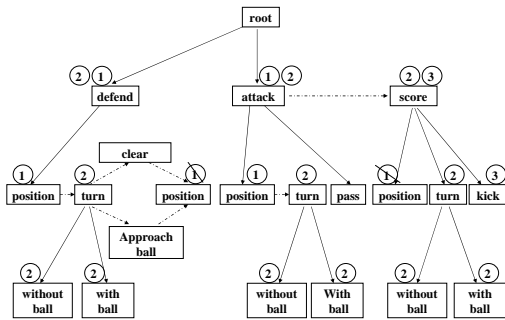 root
2 1 1 2 2 3
defend attack score
clear
1 2 1 1 2 1 2 3
position turn position position turn pass position turn kick
Approach
ball
2 2 2 2 2 2
without with without With without with
ball ball ball ball ball ball